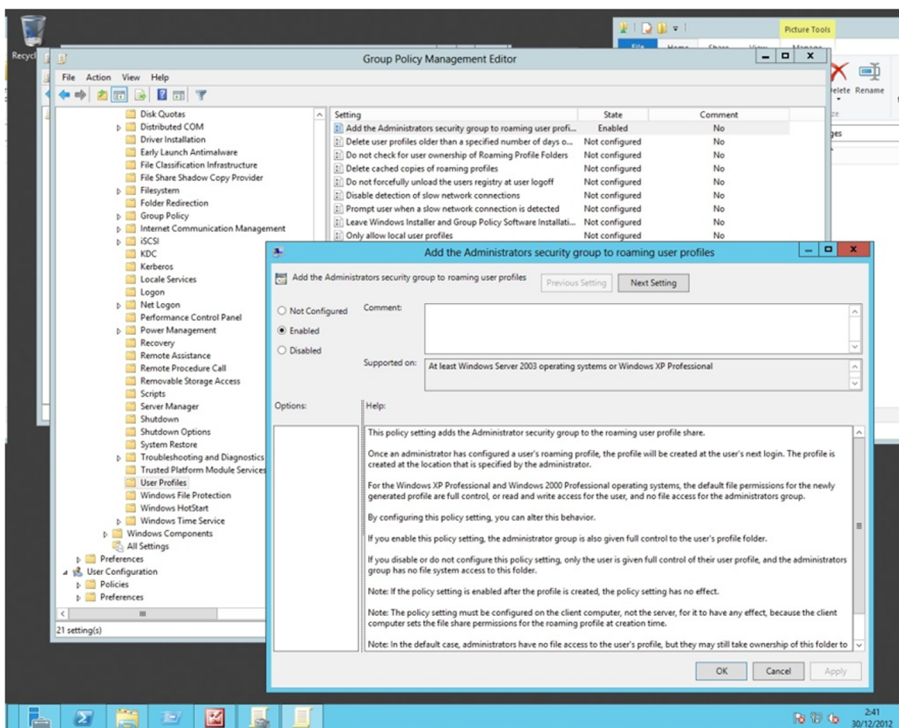 Recycl
Picture Tools
File Home Share View Manage
Delete Rename
Group Policy Management Editor
File Action View Help
Disk Quotas
Distributed COM
Driver Installation
Early Launch Antimalware
File Classification Infrastructure
File Share Shadow Copy Provider
Filesystem
Folder Redirection
Group Policy
Internet Communication Management
iSCSI
KDC
Kerberos
Locale Services
Logon
Net Logon
Performance Control Panel
Power Management
Recovery
Remote Assistance
Remote Procedure Call
Removable Storage Access
Scripts
Server Manager
Shutdown
Shutdown Options
System Restore
Troubleshooting and Diagnostics
Trusted Platform Module Services
User Profiles
Windows File Protection
Windows HotStart
Windows Time Service
Windows Components
All Settings
Preferences
User Configuration
Policies
Preferences
21 setting(s)
Setting State Comment
Add the Administrators security group to roaming user profi... Enabled No
Delete user profiles older than a specified number of days o... Not configured No
Do not check for user ownership of Roaming Profile Folders Not configured No
Delete cached copies of roaming profiles Not configured No
Do not forcefully unload the users registry at user logoff Not configured No
Disable detection of slow network connections Not configured No
Prompt user when a slow network connection is detected Not configured No
Leave Windows Installer and Group Policy Software Installati... Not configured No
Only allow local user profiles Not configured No
Add the Administrators security group to roaming user profiles
Add the Administrators security group to roaming user profiles Previous Setting Next Setting
Not Configured Comment:
Enabled
Disabled
Supported on: At least Windows Server 2003 operating systems or Windows XP Professional
Options: Help:
This policy setting adds the Administrator security group to the roaming user profile share.
Once an administrator has configured a user's roaming profile, the profile will be created at the user's next login. The profile is
created at the location that is specified by the administrator.
For the Windows XP Professional and Windows 2000 Professional operating systems, the default file permissions for the newly
generated profile are full control, or read and write access for the user, and no file access for the administrators group.
By configuring this policy setting, you can alter this behavior.
If you enable this policy setting, the administrator group is also given full control to the user's profile folder.
If you disable or do not configure this policy setting, only the user is given full control of their user profile, and the administrators
group has no file system access to this folder.
Note: If the policy setting is enabled after the profile is created, the policy setting has no effect.
Note: The policy setting must be configured on the client computer, not the server, for it to have any effect, because the client
computer sets the file share permissions for the roaming profile at creation time.
Note: In the default case, administrators have no file access to the user's profile, but they may still take ownership of this folder to
OK Cancel Apply
2:41
30/12/2012